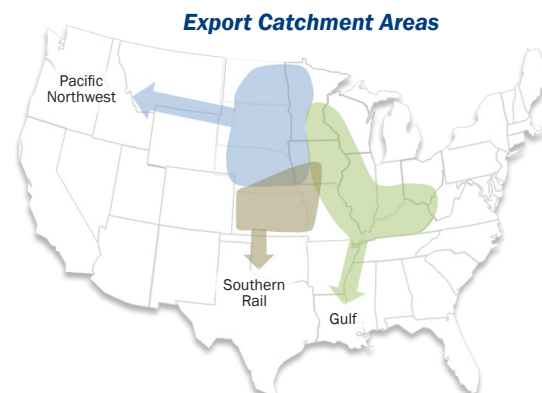 Export Catchment Areas
Pacific
Northwest
Southern
Rail
Gulf